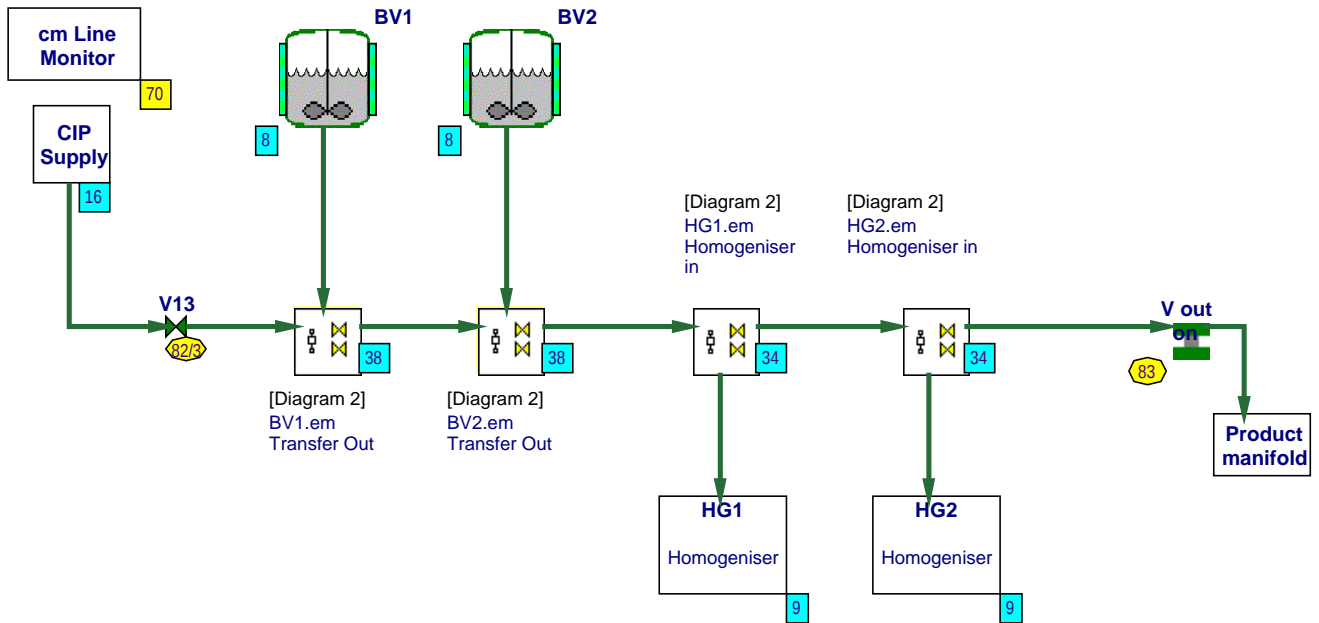 cm Line
Monitor
70
BV1
BV2
CIP
Supply
16
8
8
[Diagram 2]
HG1.em
Homogeniser
in
[Diagram 2]
HG2.em
Homogeniser in
V13
82/3
38
38
34
34
V out
on
83
[Diagram 2]
BV1.em
Transfer Out
[Diagram 2]
BV2.em
Transfer Out
Product
manifold
HG1
Homogeniser
9
HG2
Homogeniser
9